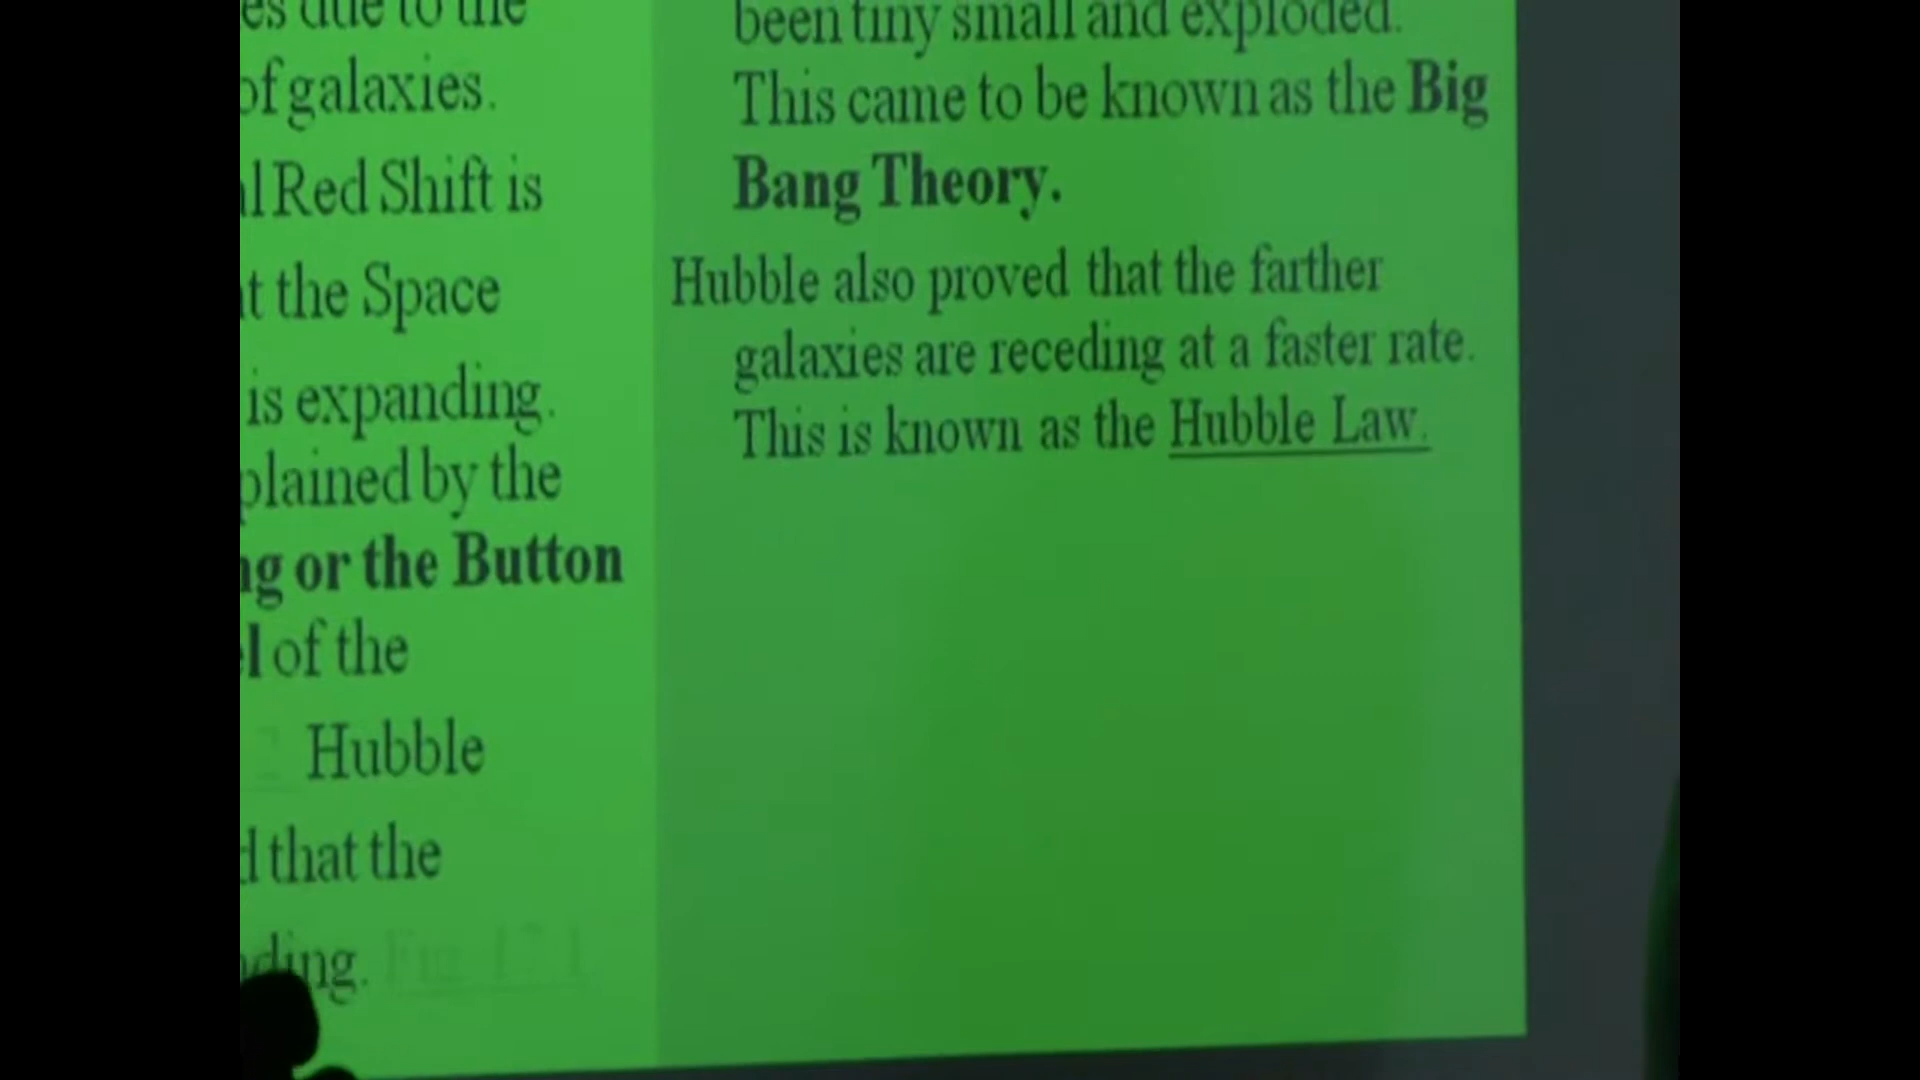 es due to the
of galaxies.
l Red Shift is
t the Space
is expanding.
plained by the
ng or the Button
l of the
Hubble
d that the
ding.
been tiny small and exploded.
This came to be known as the Big
Bang Theory.
Hubble also proved that the farther
galaxies are receding at a faster rate.
This is known as the Hubble Law.